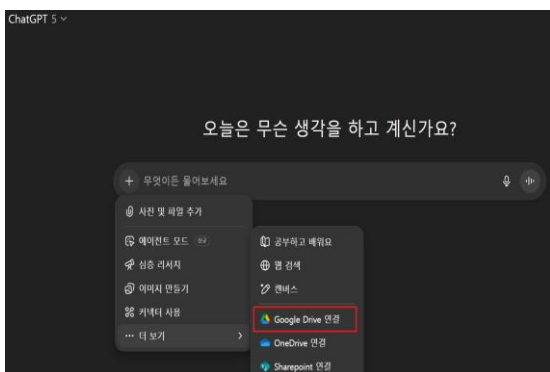 ChatGPT 5
오늘은 무슨 생각을 하고 계신가요?
무엇이든 물어보세요
사진 및 파일 추가
에이전트 모드
심층 리서치
이미지 만들기
커넥터 사용
더 보기
공부하고 배워요
웹 검색
캔버스
Google Drive 연결
OneDrive 연결
Sharepoint 연결